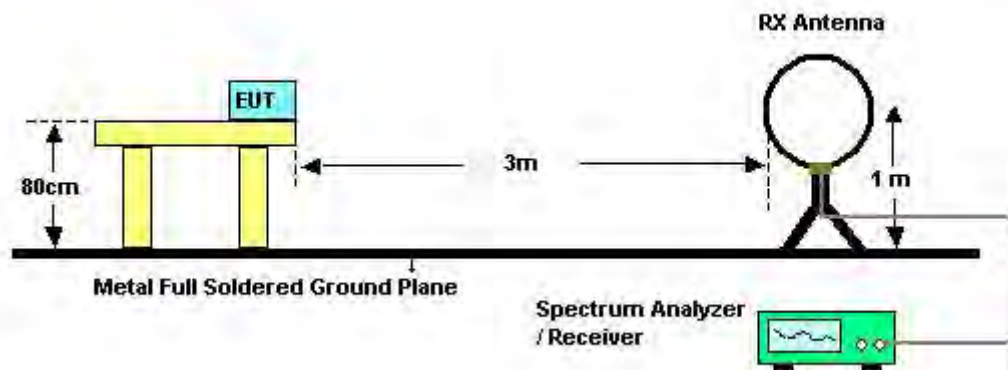 RX Antenna
EUT
80cm
3m
1 m
Metal Full Soldered Ground Plane
Spectrum Analyzer
/ Receiver